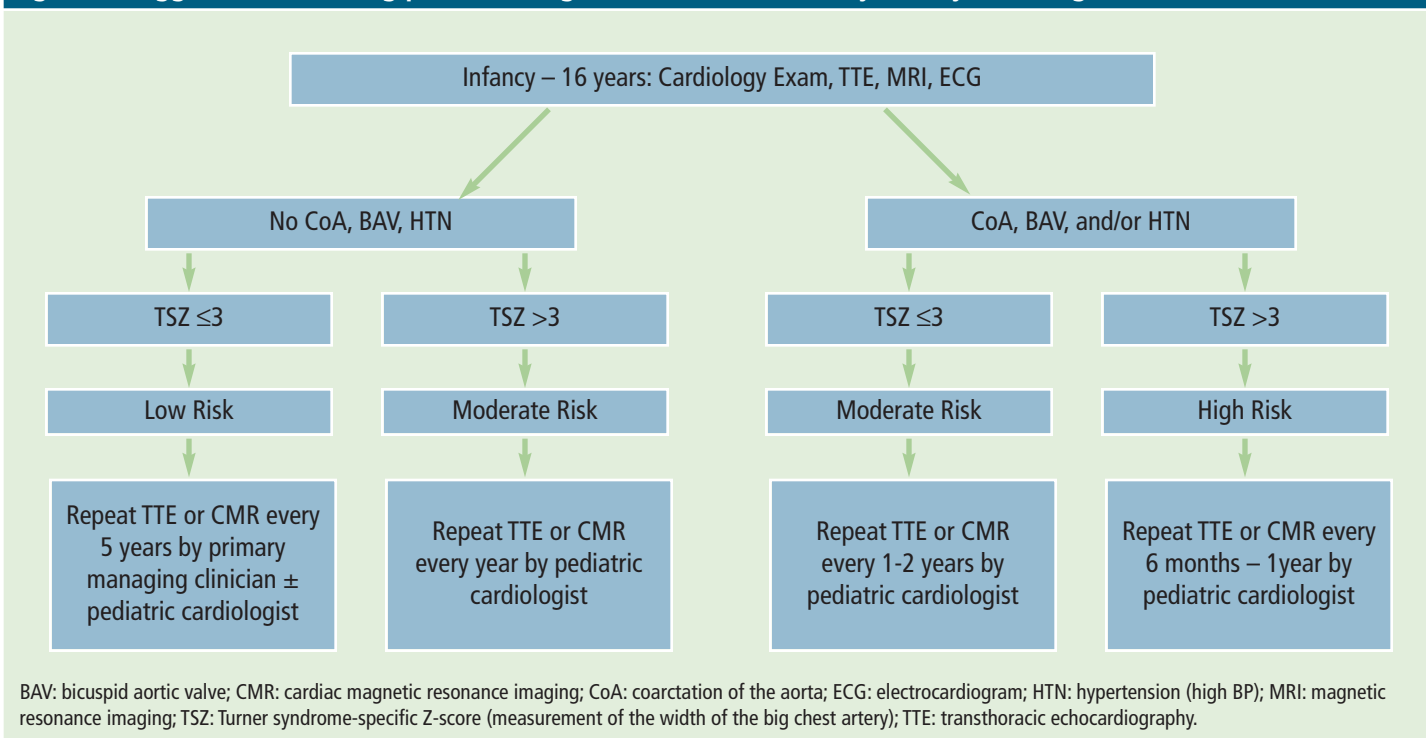 Infancy – 16 years: Cardiology Exam, TTE, MRI, ECG
No CoA, BAV, HTN
CoA, BAV, and/or HTN
TSZ ≤3
TSZ >3
TSZ ≤3
TSZ >3
Low Risk
Moderate Risk
Moderate Risk
High Risk
Repeat TTE or CMR every
5 years by primary
managing clinician ±
pediatric cardiologist
Repeat TTE or CMR
every year by pediatric
cardiologist
Repeat TTE or CMR
every 1-2 years by
pediatric cardiologist
Repeat TTE or CMR every
6 months – 1year by
pediatric cardiologist
BAV: bicuspid aortic valve; CMR: cardiac magnetic resonance imaging; CoA: coarctation of the aorta; ECG: electrocardiogram; HTN: hypertension (high BP); MRI: magnetic
resonance imaging; TSZ: Turner syndrome-specific Z-score (measurement of the width of the big chest artery); TTE: transthoracic echocardiography.